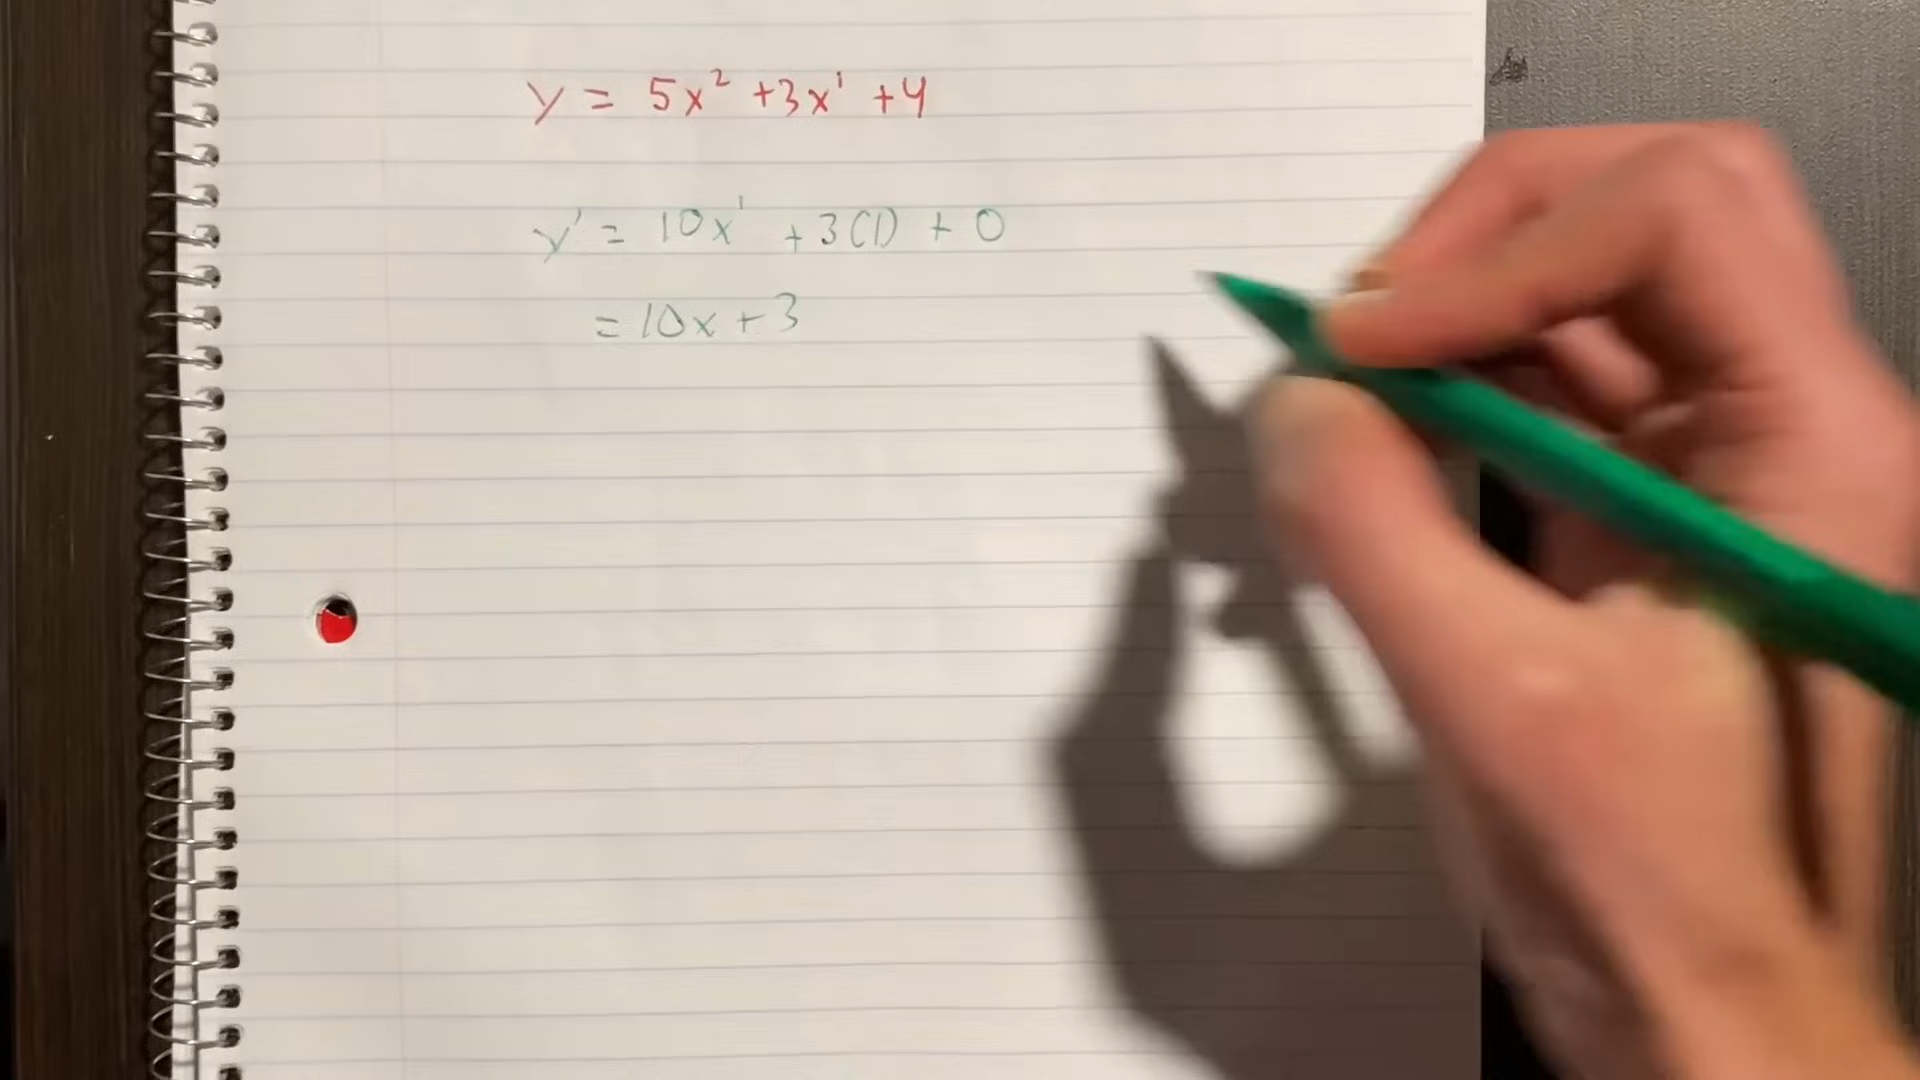 y = 5x² +3x¹ +4
y' = 10x¹ + 3(1) + 0
= 10x + 3